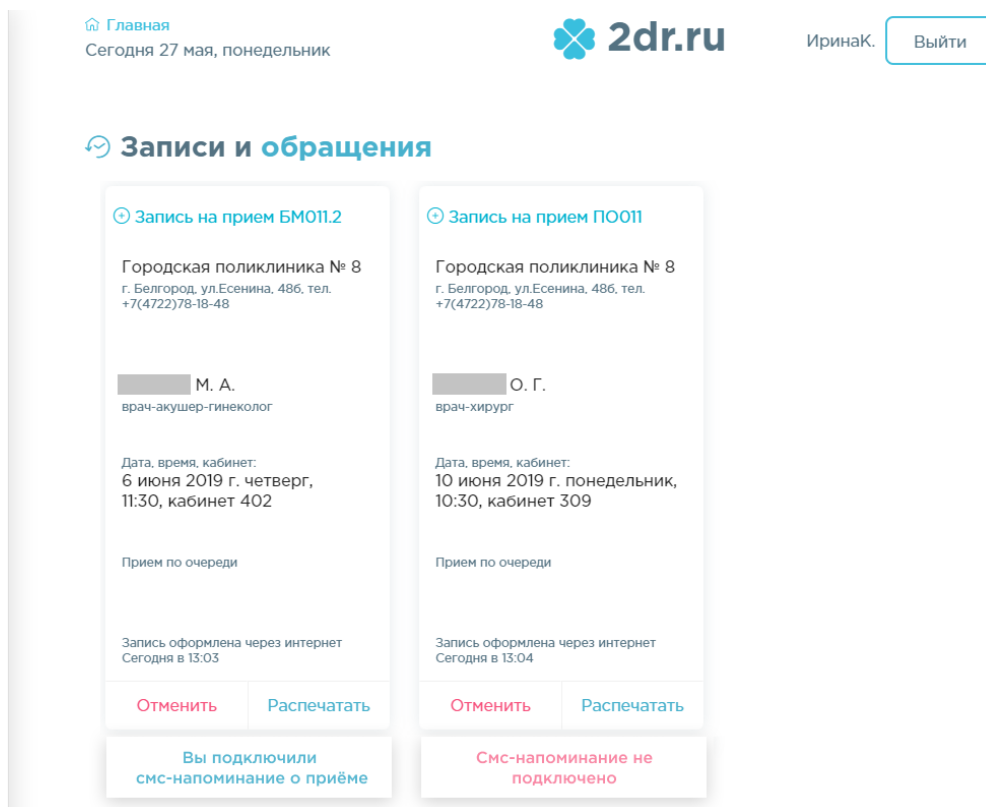 Главная
Сегодня 27 мая, понедельник
2dr.ru
ИринаК.
Выйти
Записи и обращения
Запись на прием БМ011.2
Городская поликлиника № 8
г. Белгород, ул.Есенина, 48б, тел.
+7(4722)78-18-48
М. А.
врач-акушер-гинеколог
Дата, время, кабинет:
6 июня 2019 г. четверг,
11:30, кабинет 402
Прием по очереди
Запись оформлена через интернет
Сегодня в 13:03
Отменить
Распечатать
Вы подключили
смс-напоминание о приёме
Запись на прием ПО011
Городская поликлиника № 8
г. Белгород, ул.Есенина, 48б, тел.
+7(4722)78-18-48
О. Г.
врач-хирург
Дата, время, кабинет:
10 июня 2019 г. понедельник,
10:30, кабинет 309
Прием по очереди
Запись оформлена через интернет
Сегодня в 13:04
Отменить
Распечатать
Смс-напоминание не
подключено